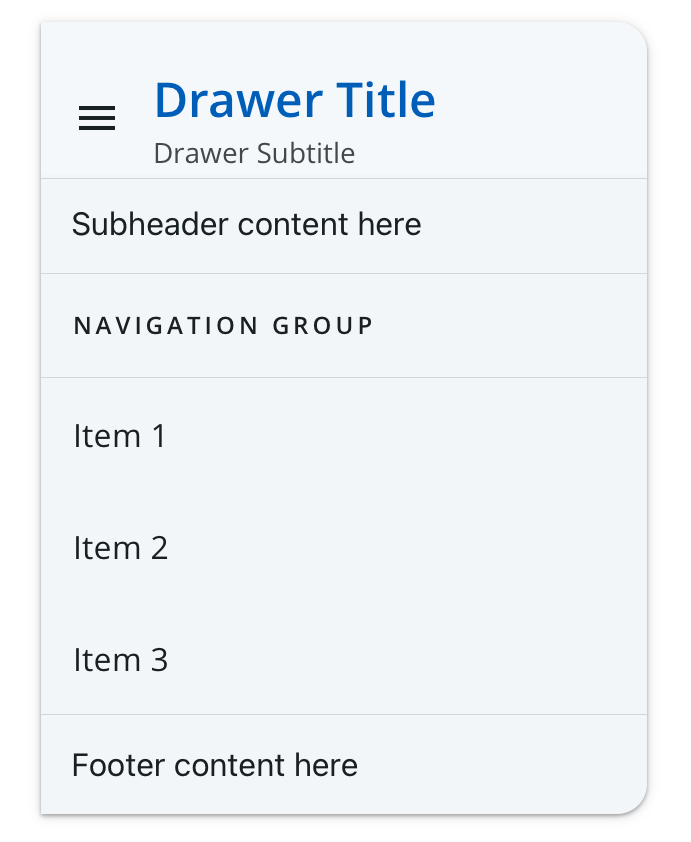 Drawer Title
Drawer Subtitle
Subheader content here
NAVIGATION GROUP
Item 1
Item 2
Item 3
Footer content here